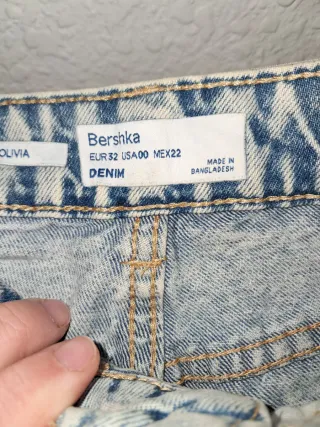 OLIVIA
Bershka
EUR32 USA00 MEX22
DENIM
MADE IN
BANGLADESH